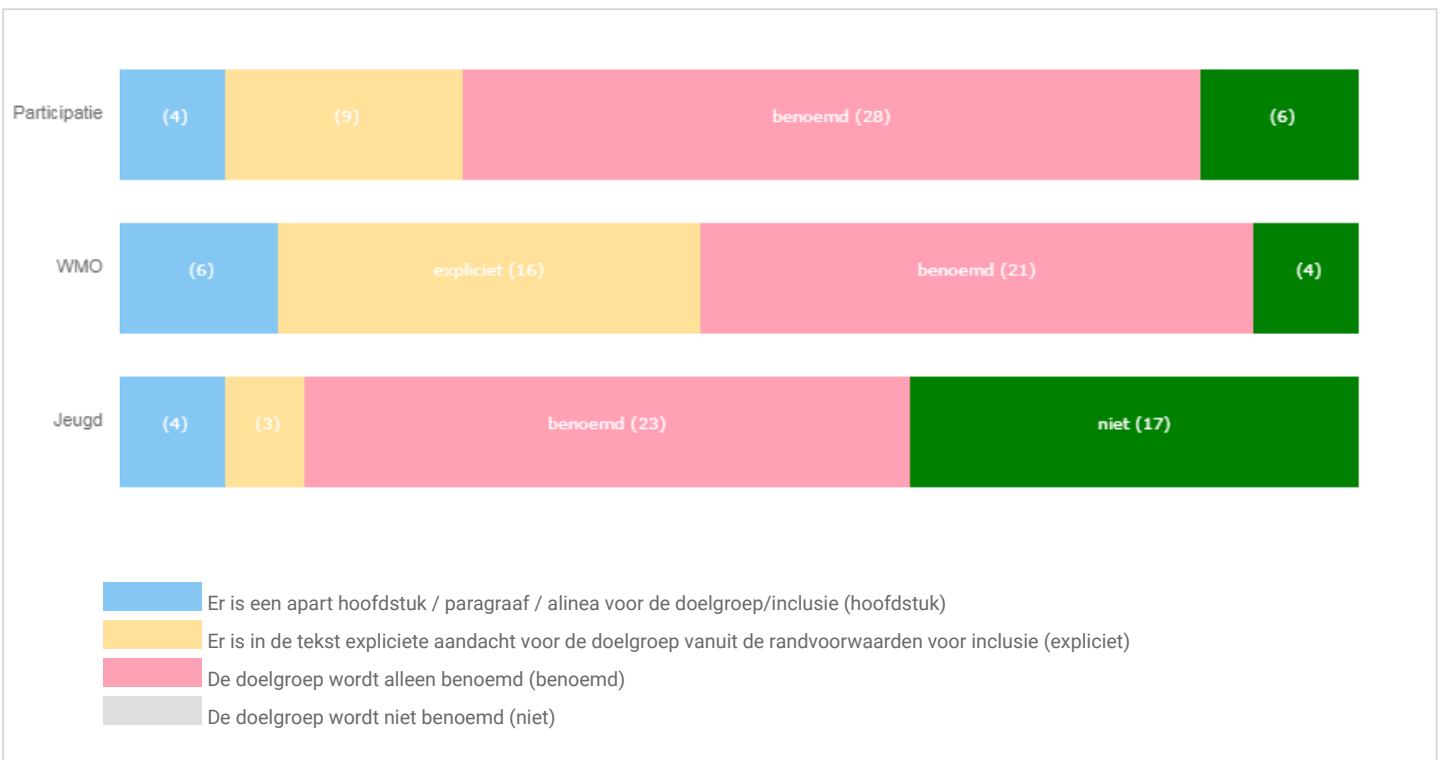 Participatie (4) (9) benoemd (28) (6)
WMO (6) expliciet (16) benoemd (21) (4)
Jeugd (4) (3) benoemd (23) niet (17)
Er is een apart hoofdstuk / paragraaf / alinea voor de doelgroep/inclusie (hoofdstuk)
Er is in de tekst expliciete aandacht voor de doelgroep vanuit de randvoorwaarden voor inclusie (expliciet)
De doelgroep wordt alleen benoemd (benoemd)
De doelgroep wordt niet benoemd (niet)